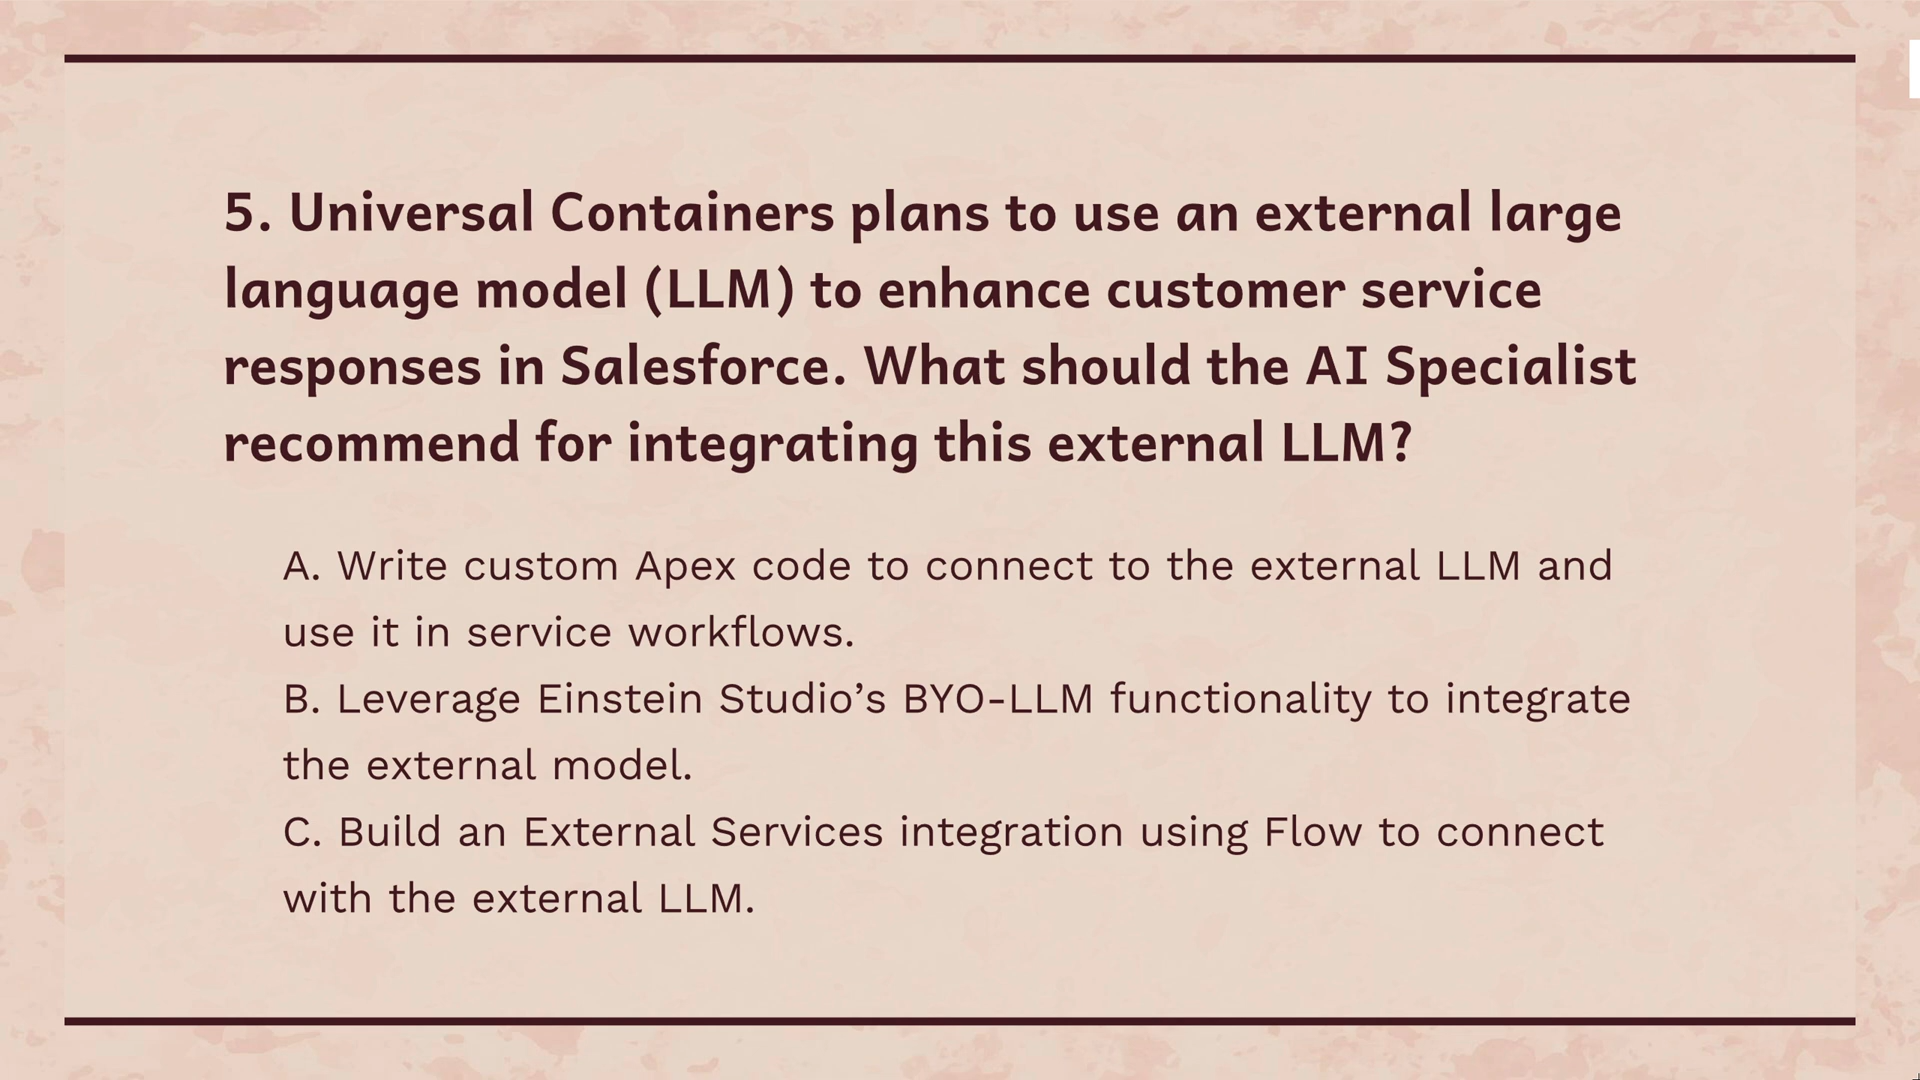 5. Universal Containers plans to use an external large
language model (LLM) to enhance customer service
responses in Salesforce. What should the AI Specialist
recommend for integrating this external LLM?
A. Write custom Apex code to connect to the external LLM and
use it in service workflows.
B. Leverage Einstein Studio’s BYO-LLM functionality to integrate
the external model.
C. Build an External Services integration using Flow to connect
with the external LLM.